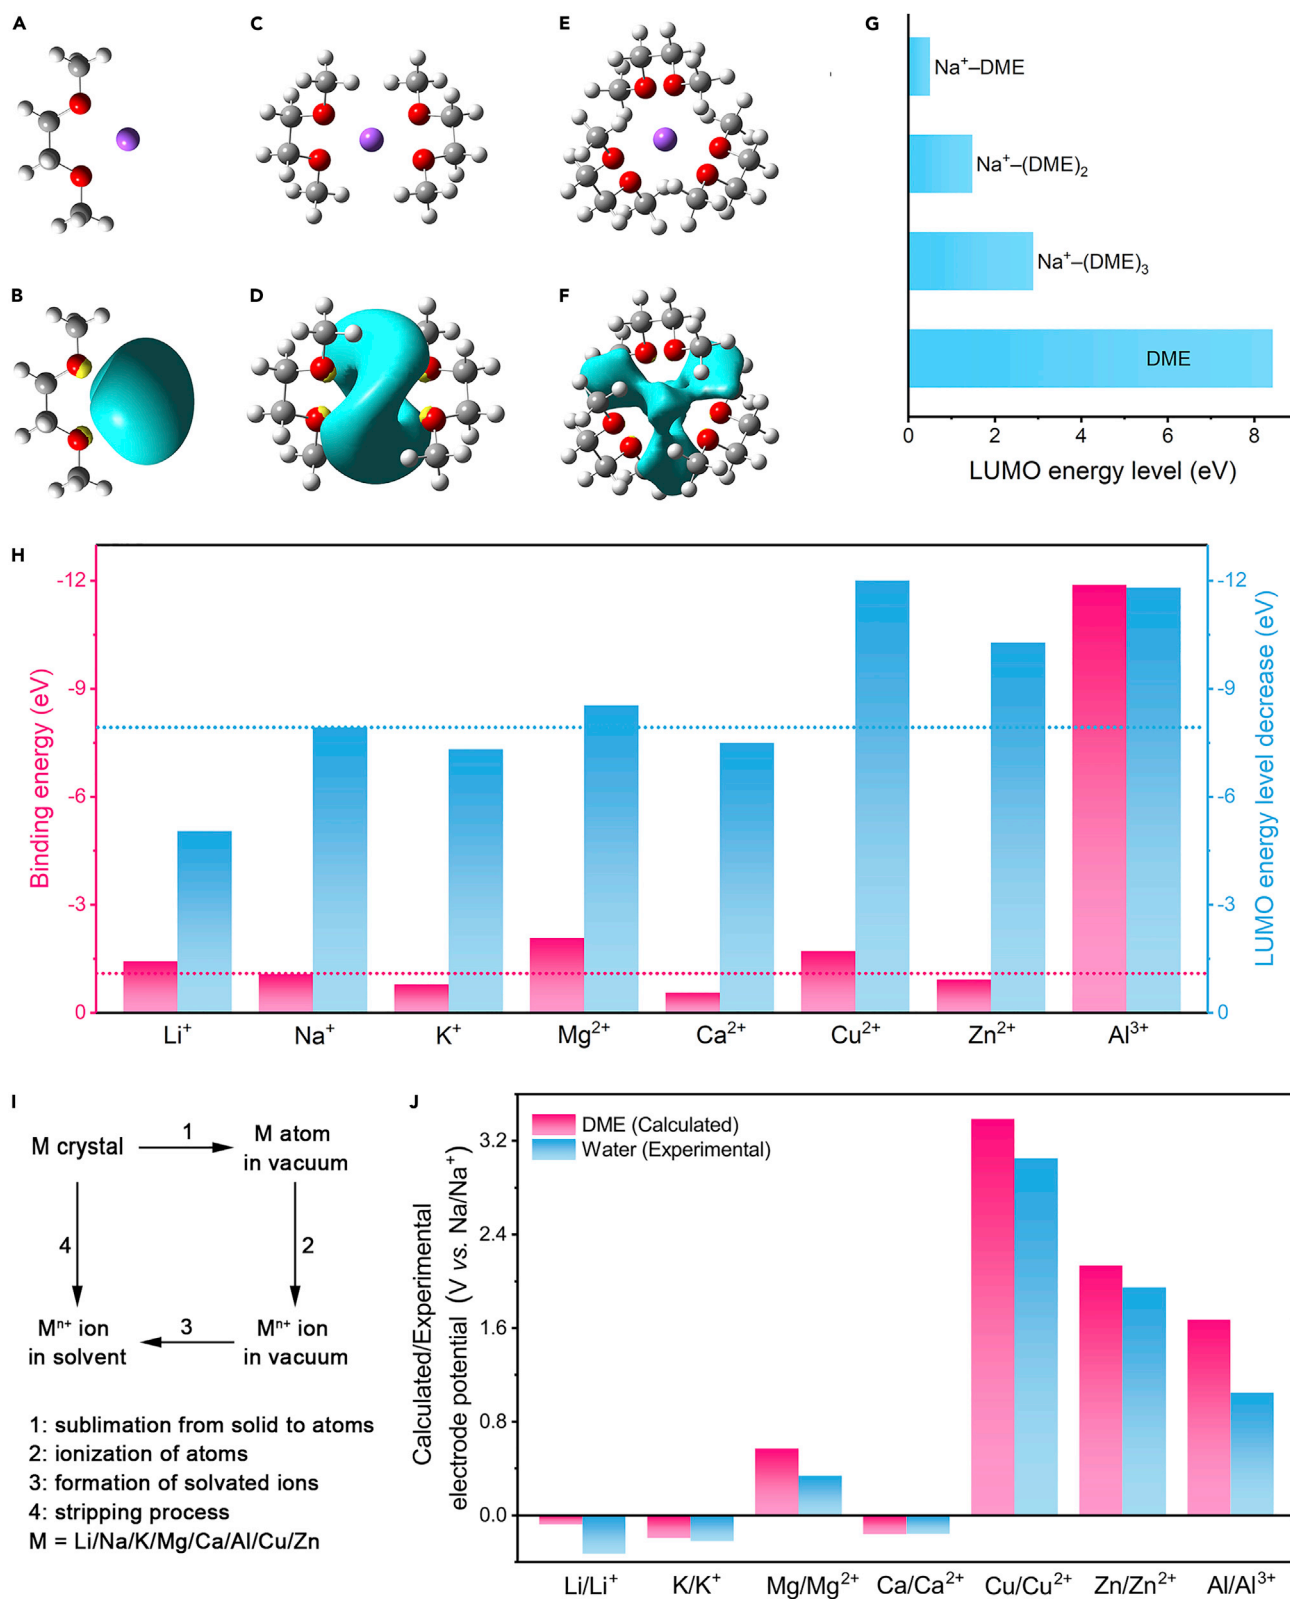 A
C
E
G
Na⁺–DME
Na⁺–(DME)₂
Na⁺–(DME)₃
DME
0
2
4
6
8
LUMO energy level (eV)
B
D
F
H
Binding energy (eV)
-12
-9
-6
-3
0
-12
-9
-6
-3
0
LUMO energy level decrease (eV)
Li⁺
Na⁺
K⁺
Mg²⁺
Ca²⁺
Cu²⁺
Zn²⁺
Al³⁺
I
M crystal
1
M atom
in vacuum
4
2
Mⁿ⁺ ion
in solvent
3
Mⁿ⁺ ion
in vacuum
1: sublimation from solid to atoms
2: ionization of atoms
3: formation of solvated ions
4: stripping process
M = Li/Na/K/Mg/Ca/Al/Cu/Zn
J
Calculated/Experimental
electrode potential (V vs. Na/Na⁺)
3.2
2.4
1.6
0.8
0.0
DME (Calculated)
Water (Experimental)
Li/Li⁺
K/K⁺
Mg/Mg²⁺
Ca/Ca²⁺
Cu/Cu²⁺
Zn/Zn²⁺
Al/Al³⁺